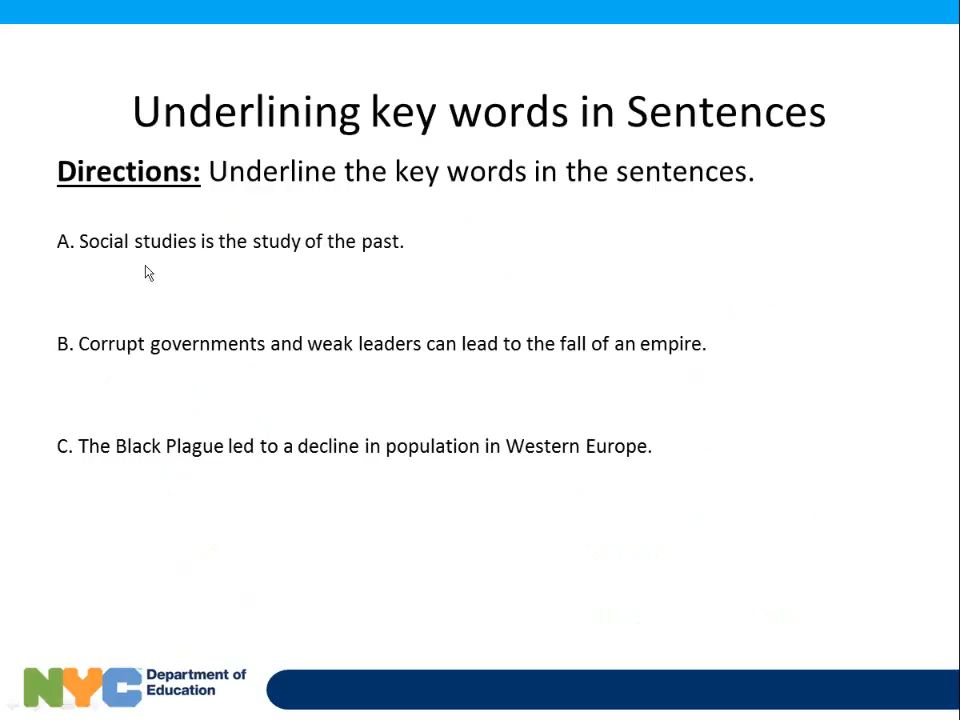 Underlining key words in Sentences
Directions: Underline the key words in the sentences.
A. Social studies is the study of the past.
B. Corrupt governments and weak leaders can lead to the fall of an empire.
C. The Black Plague led to a decline in population in Western Europe.
NYC Department of
Education